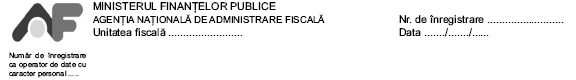 MINISTERUL FINANȚELOR PUBLICE
AGENȚIA NAȚIONALĂ DE ADMINISTRARE FISCALĂ
Unitatea fiscală .........................
Nr. de înregistrare ..........................
Data ......./......./......
Număr de înregistrare
ca operator de date cu
caracter personal .....